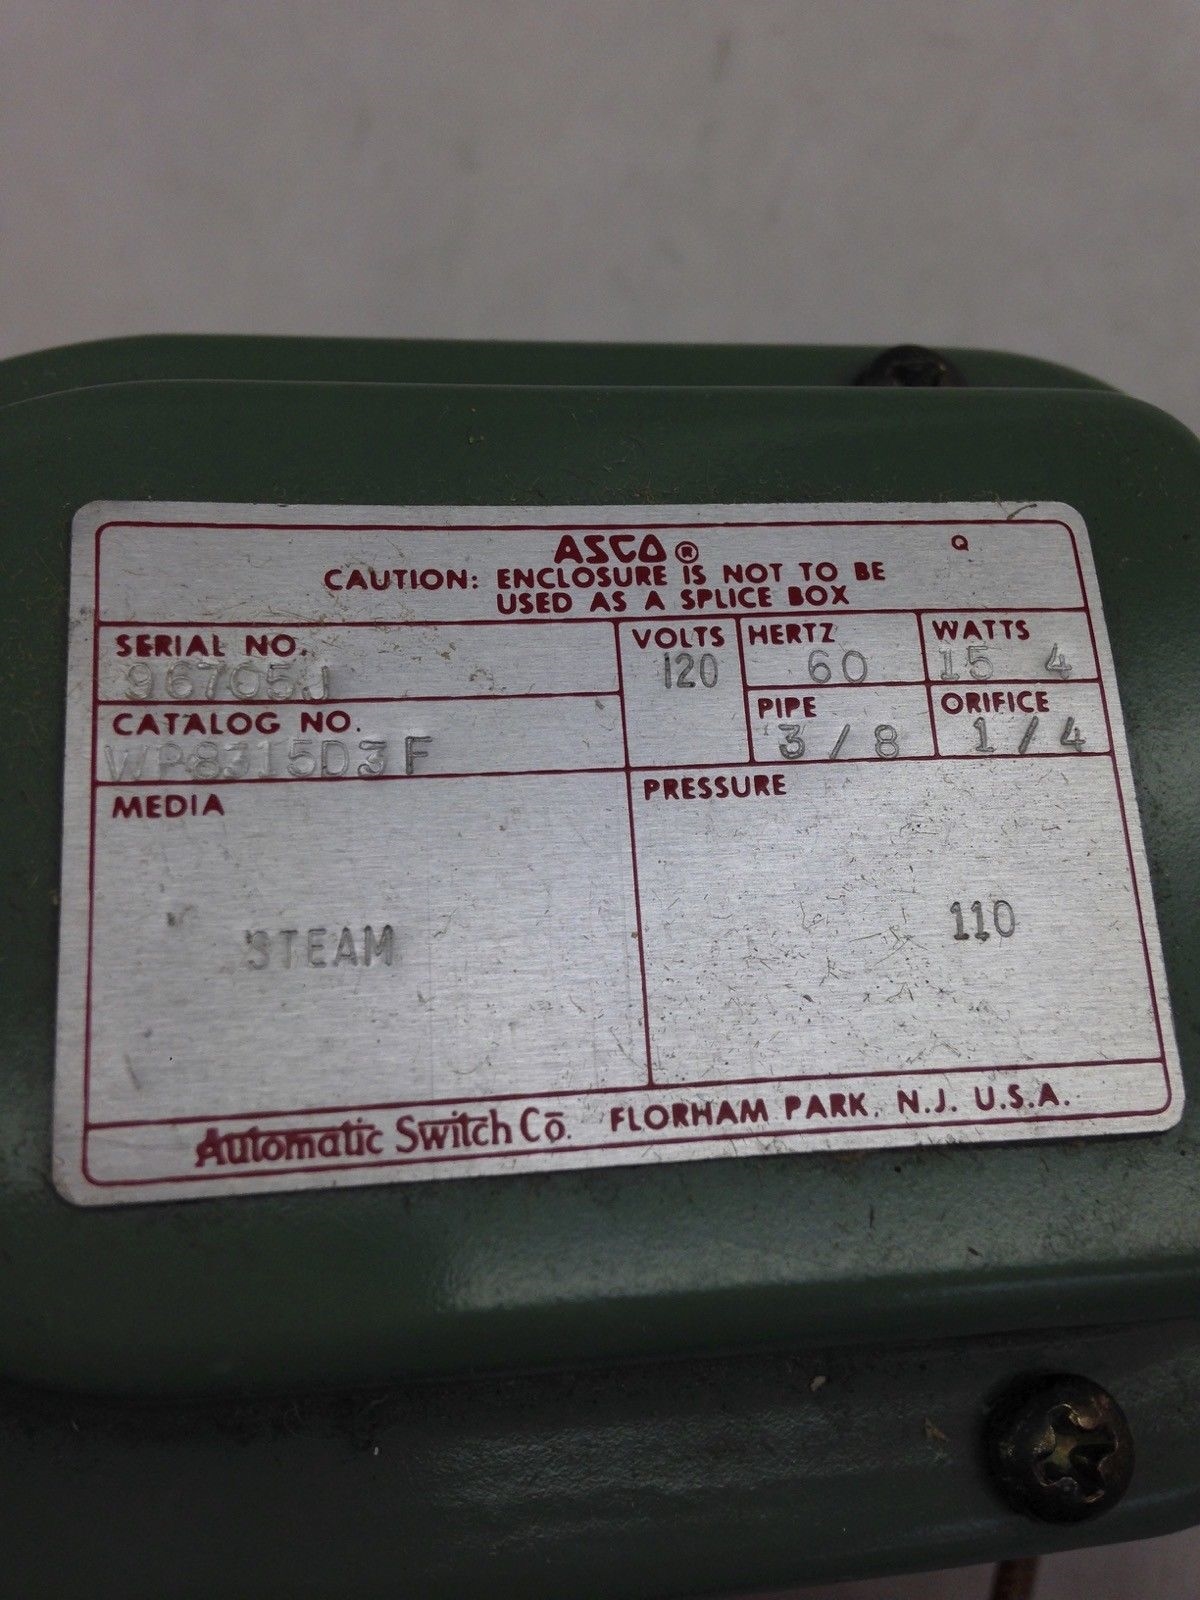 ASCO® Q
CAUTION: ENCLOSURE IS NOT TO BE
USED AS A SPLICE BOX
SERIAL NO.
96705J
CATALOG NO.
WP8315D3F
VOLTS
120
HERTZ
60
WATTS
15 4
PIPE
3/8
ORIFICE
1/4
MEDIA
STEAM
PRESSURE
110
Automatic Switch Co. FLORHAM PARK, N.J. U.S.A.